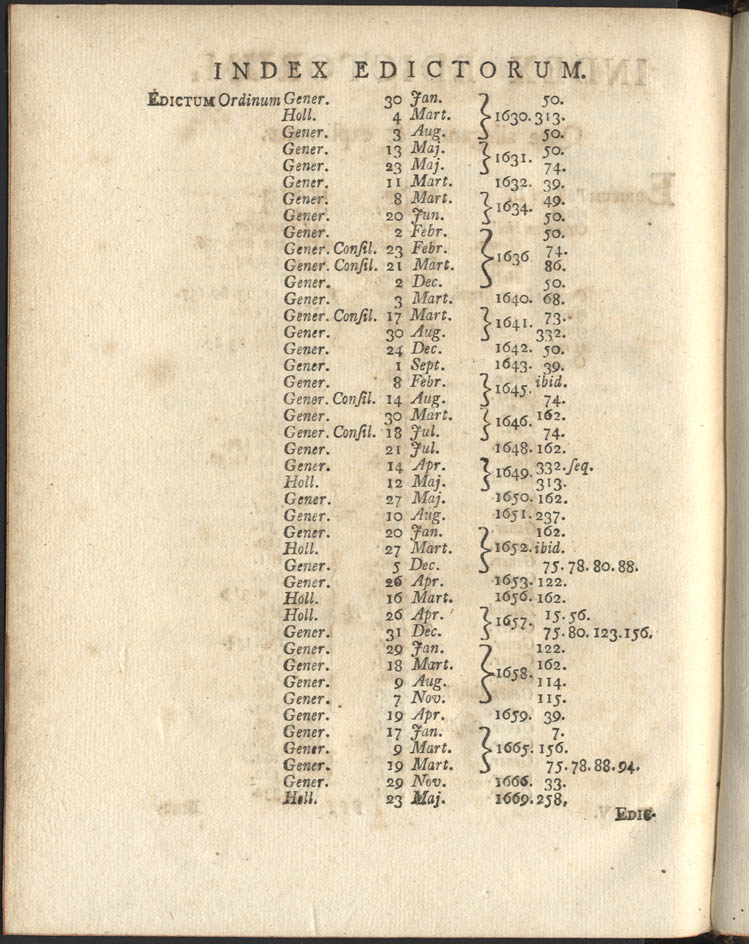 INDEX EDICTORUM.
EDICTUM Ordinum Gener. 30 Jan. 50.
Holl. 4 Mart. 1630. 313.
Gener. 3 Aug. 50.
Gener. 13 Maj. 50.
1631.
Gener. 23 Maj. 74.
Gener. 11 Mart. 1632. 39.
Gener. 8 Mart. 49.
1634.
Gener. 20 Jun. 50.
Gener. 2 Febr. 50.
Gener. Consil. 23 Febr. 74.
1636
Gener. Consil. 21 Mart. 86.
Gener. 2 Dec. 50.
Gener. 3 Mart. 1640. 68.
Gener. Consil. 17 Mart. 73.
1641.
Gener. 30 Aug. 332.
Gener. 24 Dec. 1642. 50.
Gener. 1 Sept. 1643. 39.
Gener. 8 Febr. ibid.
1645.
Gener. Consil. 14 Aug. 74.
Gener. 30 Mart. 162.
1646.
Gener. Consil. 18 Jul. 74.
Gener. 21 Jul. 1648. 162.
Gener. 14 Apr. 332. seq.
1649.
Holl. 12 Maj. 313.
Gener. 27 Maj. 1650. 162.
Gener. 10 Aug. 1651. 237.
Gener. 20 Jan. 162.
Holl. 27 Mart. 1652. ibid.
Gener. 5 Dec. 75. 78. 80. 88.
Gener. 26 Apr. 1653. 122.
Holl. 16 Mart. 1656. 162.
Holl. 26 Apr. 15. 56.
1657.
Gener. 31 Dec. 75. 80. 123. 156.
Gener. 29 Jan. 122.
Gener. 18 Mart. 162.
1658.
Gener. 9 Aug. 114.
Gener. 7 Nov. 115.
Gener. 19 Apr. 1659. 39.
Gener. 17 Jan. 7.
Gener. 9 Mart. 1665. 156.
Gener. 19 Mart. 75. 78. 88. 94.
Gener. 29 Nov. 1666. 33.
Holl. 23 Maj. 1669. 258.
EDIC-